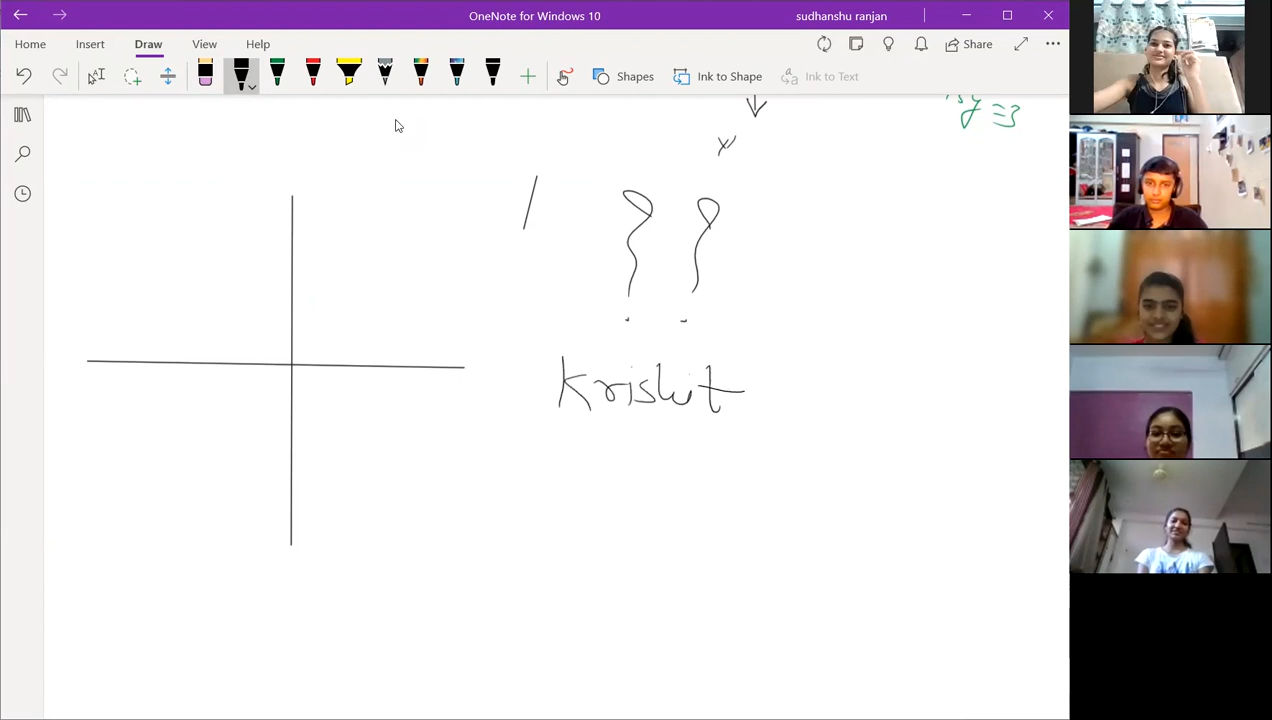 OneNote for Windows 10
sudhanshu ranjan
Home Insert Draw View Help
Share
Shapes Ink to Shape Ink to Text
??
Krishit